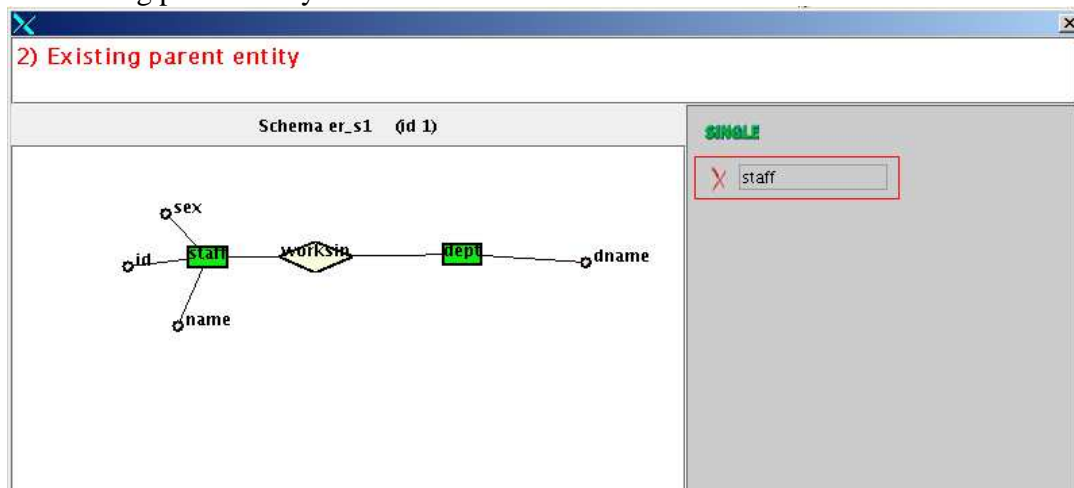 2) Existing parent entity
Schema er_s1 (id 1)
SINGLE
staff
sex
id
staff
worksin
dept
dname
name